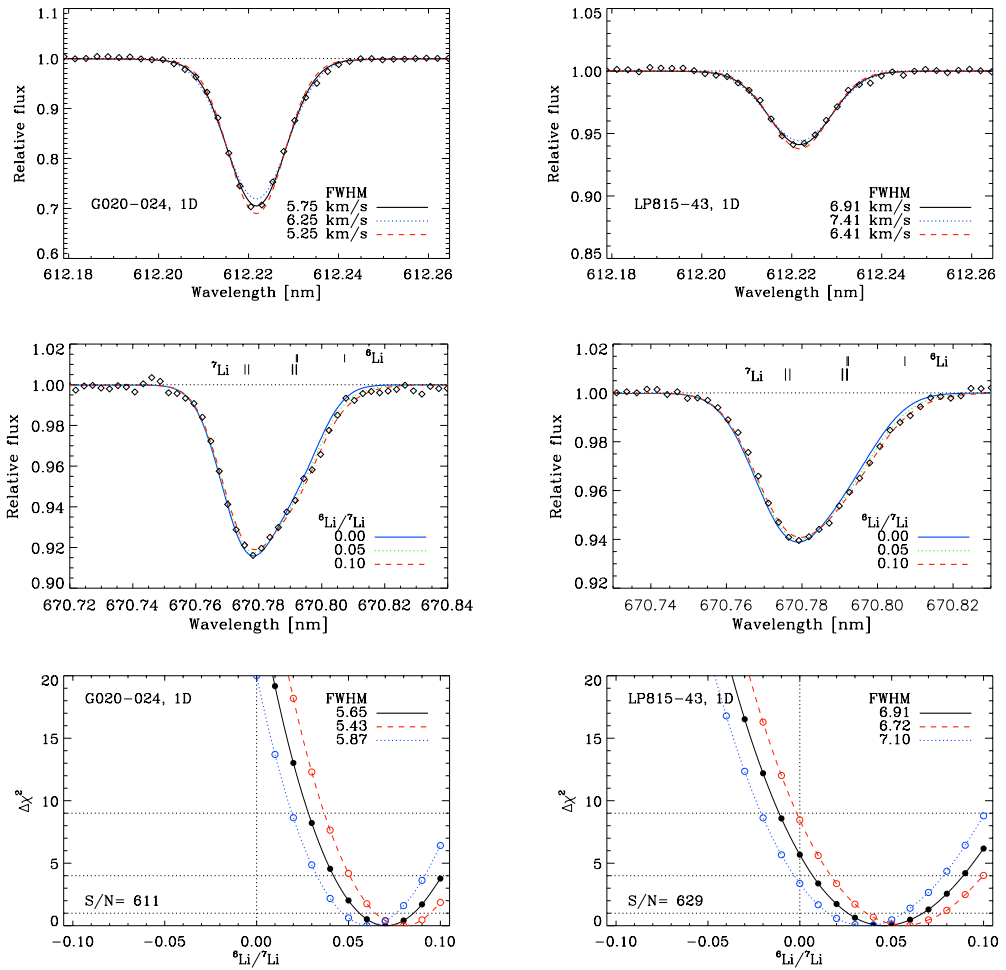 1.0
0.9
0.8
0.7
0.6
Relative flux
G020-024, 1D
FWHM
5.75 km/s
6.25 km/s
5.25 km/s
612.18 612.20 612.22 612.24 612.26
Wavelength [nm]
1.05
1.00
0.95
0.90
0.85
Relative flux
LP815-43, 1D
FWHM
6.91 km/s
7.41 km/s
6.41 km/s
612.18 612.20 612.22 612.24 612.26
Wavelength [nm]
1.02
1.00
0.98
0.96
0.94
0.92
0.90
Relative flux
⁷Li
⁶Li
⁶Li/⁷Li
0.00
0.05
0.10
670.72 670.74 670.76 670.78 670.80 670.82 670.84
Wavelength [nm]
1.02
1.00
0.98
0.96
0.94
0.92
Relative flux
⁷Li
⁶Li
⁶Li/⁷Li
0.00
0.05
0.10
670.74 670.76 670.78 670.80 670.82
Wavelength [nm]
20
15
10
5
0
Δχ²
G020-024, 1D
FWHM
5.65
5.43
5.87
S/N= 611
-0.10 -0.05 0.00 0.05 0.10
⁶Li/⁷Li
20
15
10
5
0
Δχ²
LP815-43, 1D
FWHM
6.91
6.72
7.10
S/N= 629
-0.10 -0.05 0.00 0.05 0.10
⁶Li/⁷Li